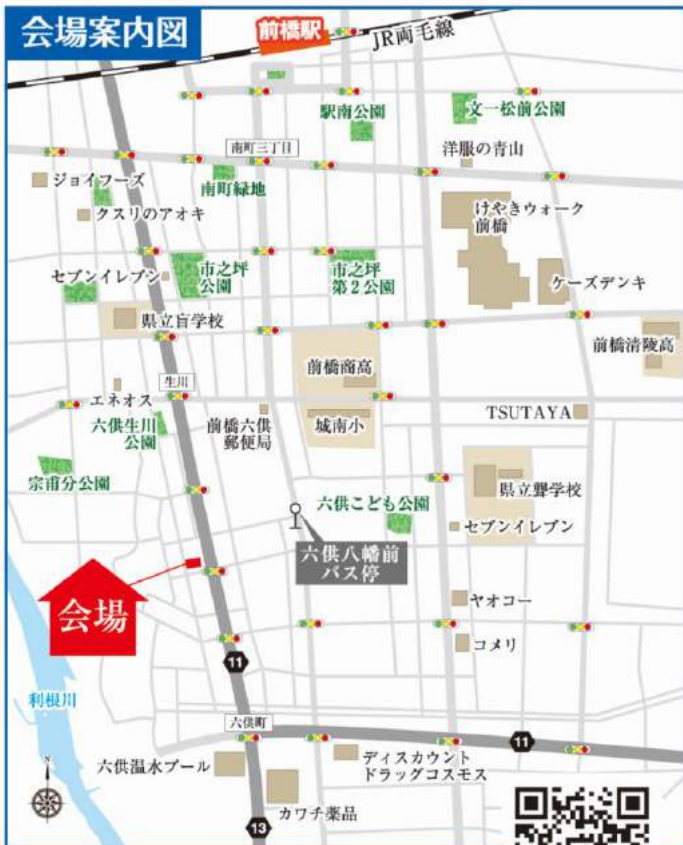 会場案内図
前橋駅
JR両毛線
駅南公園
文一松前公園
南町三丁目
洋服の青山
ジョイフーズ
南町緑地
クスリのアオキ
けやきウォーク
前橋
セブンイレブン
市之坪
公園
市之坪
第2公園
ケーズデンキ
県立盲学校
前橋商高
前橋清陵高
生川
エネオス
六供生川
公園
前橋六供
郵便局
城南小
TSUTAYA
宗甫分公園
六供こども公園
県立聾学校
セブンイレブン
六供八幡前
バス停
会場
ヤオコー
コメリ
11
利根川
六供町
11
六供温水プール
ディスカウント
ドラッグコスモス
N
カワチ薬品
13